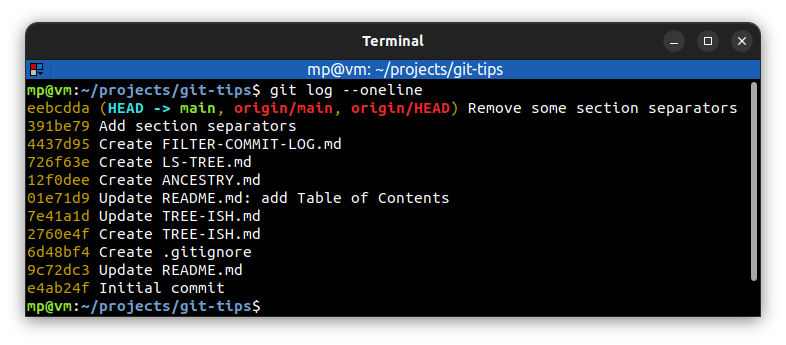 Terminal
mp@vm: ~/projects/git-tips
mp@vm:~/projects/git-tips$ git log --oneline
eebcdda (HEAD -> main, origin/main, origin/HEAD) Remove some section separators
391be79 Add section separators
4437d95 Create FILTER-COMMIT-LOG.md
726f63e Create LS-TREE.md
12f0dee Create ANCESTRY.md
01e71d9 Update README.md: add Table of Contents
7e41a1d Update TREE-ISH.md
2760e4f Create TREE-ISH.md
6d48bf4 Create .gitignore
9c72dc3 Update README.md
e4ab24f Initial commit
mp@vm:~/projects/git-tips$